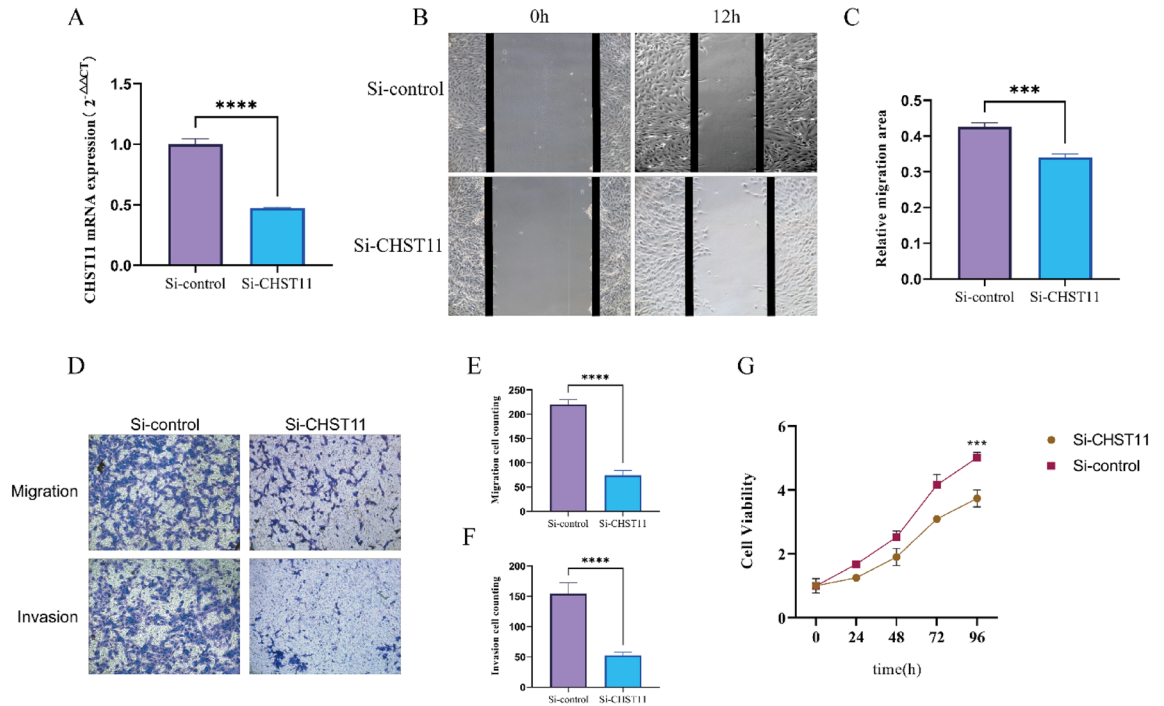 A
CHST11 mRNA expression ( 2^-△△CT)
1.5
1.0
0.5
0.0
****
Si-control
Si-CHST11
B
0h
12h
Si-control
Si-CHST11
C
Relative migration area
0.5
0.4
0.3
0.2
0.1
0.0
***
Si-control
Si-CHST11
D
Si-control
Si-CHST11
Migration
Invasion
E
Migration cell counting
250
200
150
100
50
0
****
Si-control
Si-CHST11
F
Invasion cell counting
200
150
100
50
0
****
Si-control
Si-CHST11
G
Cell Viability
6
4
2
0
***
0
24
48
72
96
time(h)
Si-CHST11
Si-control